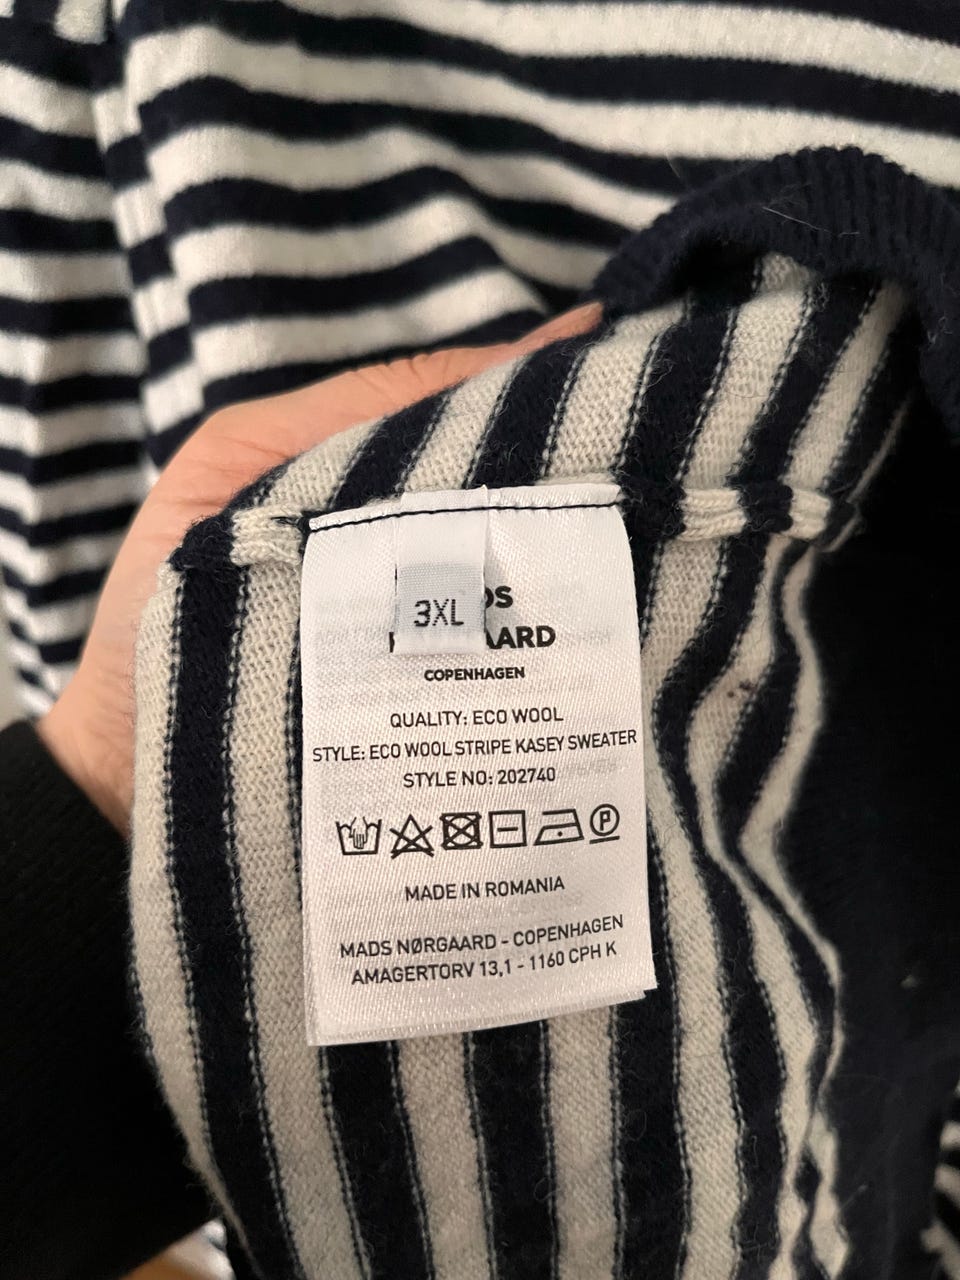 3XL
COPENHAGEN
QUALITY: ECO WOOL
STYLE: ECO WOOL STRIPE KASEY SWEATER
STYLE NO: 202740
P
MADE IN ROMANIA
MADS NØRGAARD - COPENHAGEN
AMAGERTORV 13,1 - 1160 CPH K